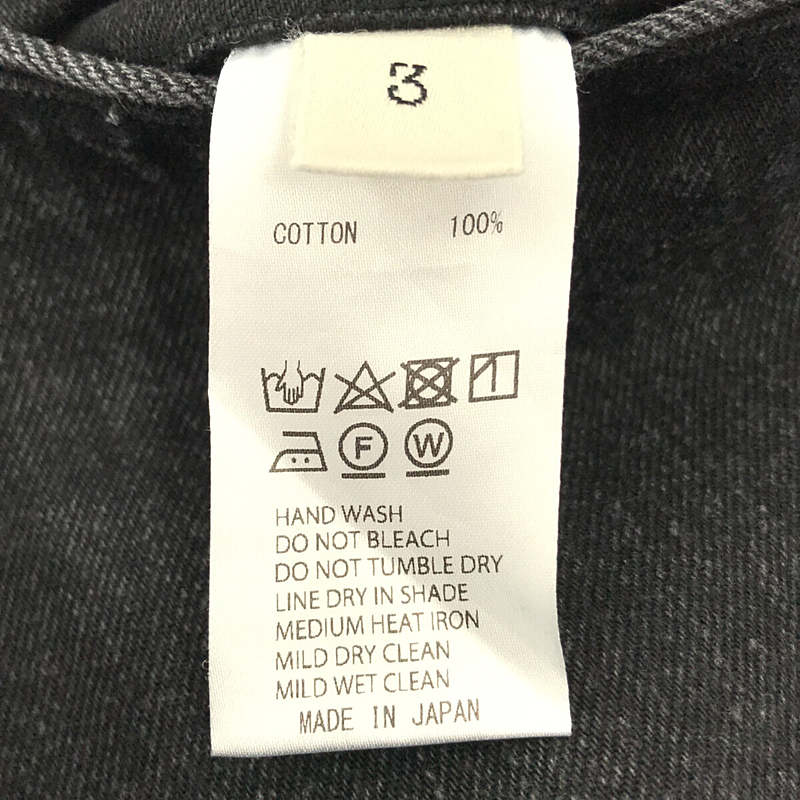 3
COTTON 100%
F W
HAND WASH
DO NOT BLEACH
DO NOT TUMBLE DRY
LINE DRY IN SHADE
MEDIUM HEAT IRON
MILD DRY CLEAN
MILD WET CLEAN
MADE IN JAPAN